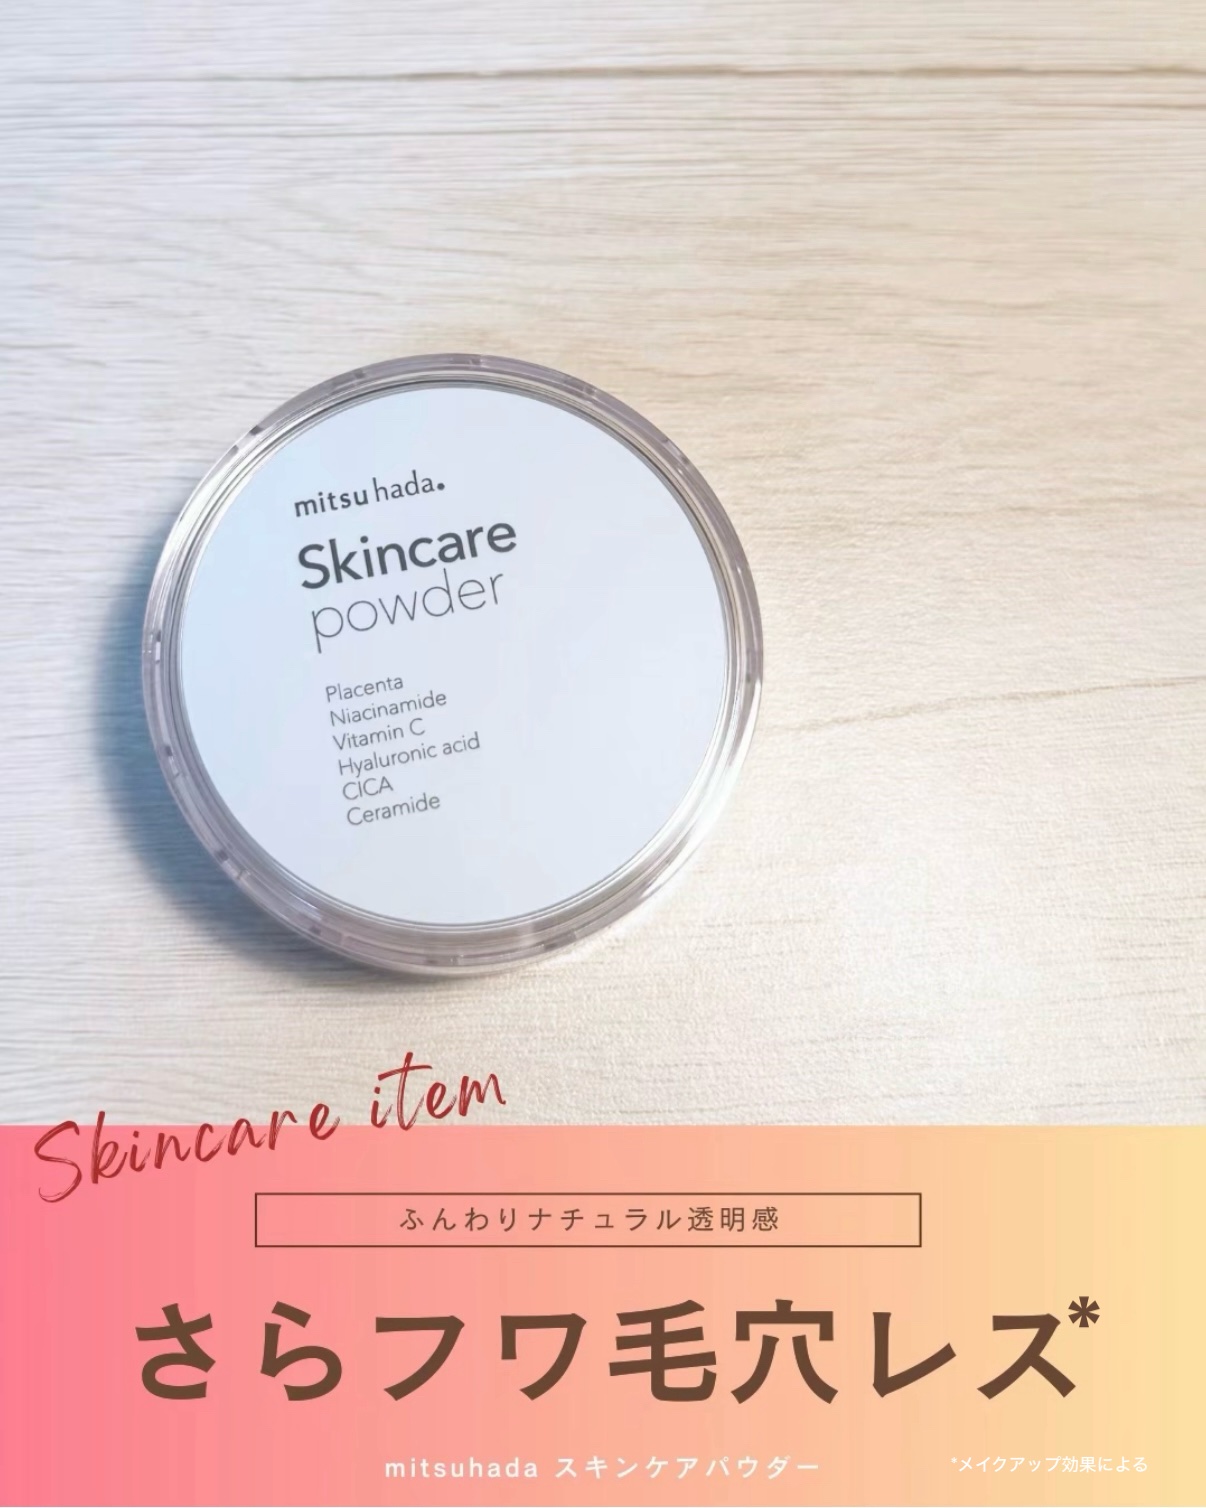 mitsuhada.
Skincare
powder
Placenta
Niacinamide
Vitamin C
Hyaluronic acid
CICA
Ceramide
Skincare item
ふんわりナチュラル透明感
さらフワ毛穴レス*
mitsuhada スキンケアパウダー
*メイクアップ効果による